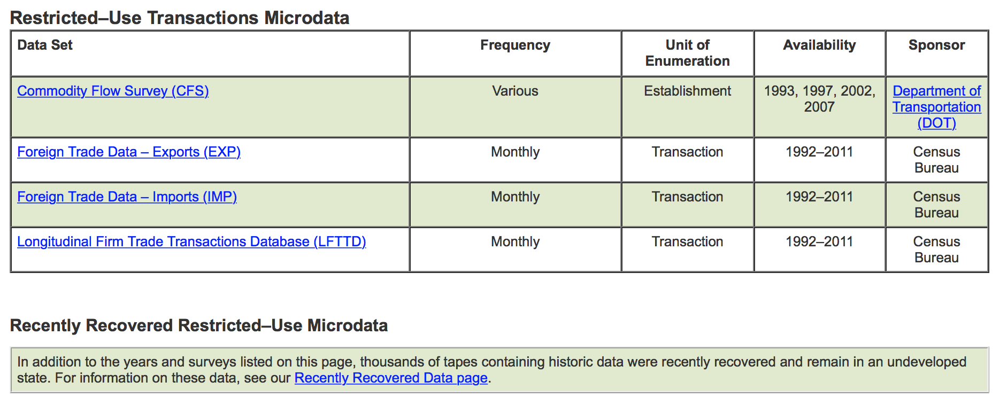 Restricted–Use Transactions Microdata
Data Set Frequency Unit of Enumeration Availability Sponsor
Commodity Flow Survey (CFS) Various Establishment 1993, 1997, 2002, 2007 Department of Transportation (DOT)
Foreign Trade Data – Exports (EXP) Monthly Transaction 1992–2011 Census Bureau
Foreign Trade Data – Imports (IMP) Monthly Transaction 1992–2011 Census Bureau
Longitudinal Firm Trade Transactions Database (LFTTD) Monthly Transaction 1992–2011 Census Bureau
Recently Recovered Restricted–Use Microdata
In addition to the years and surveys listed on this page, thousands of tapes containing historic data were recently recovered and remain in an undeveloped
state. For information on these data, see our Recently Recovered Data page.